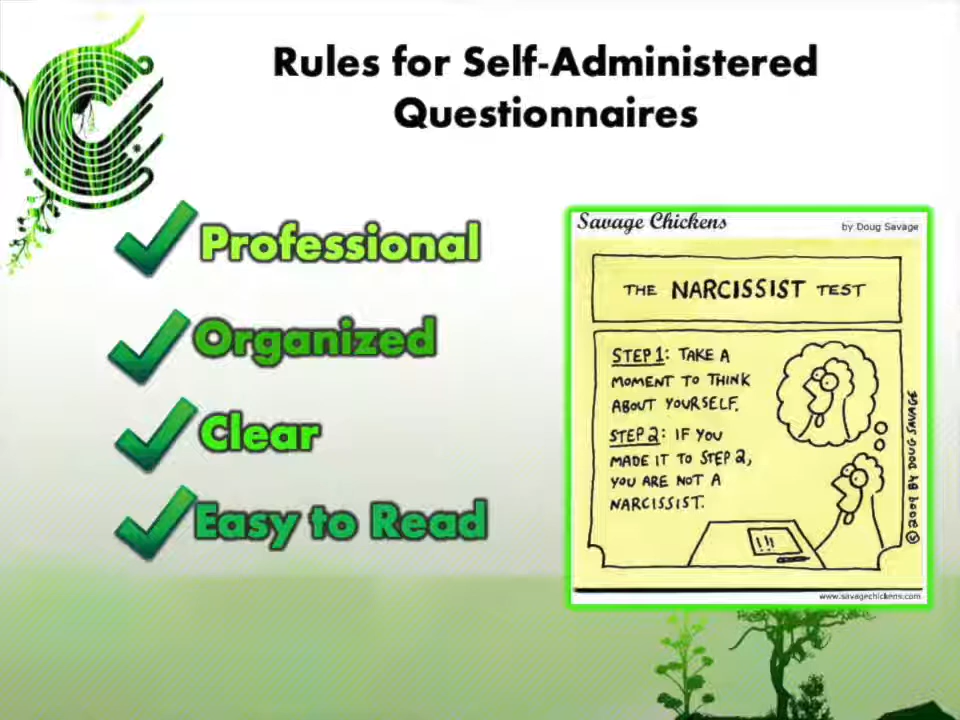 Rules for Self-Administered
Questionnaires
Professional
Organized
Clear
Easy to Read
Savage Chickens
by Doug Savage
THE NARCISSIST TEST
STEP 1: TAKE A
MOMENT TO THINK
ABOUT YOURSELF.
STEP 2: IF YOU
MADE IT TO STEP 2,
YOU ARE NOT A
NARCISSIST.
© 2009 BY DOUG SAVAGE
www.savagechickens.com